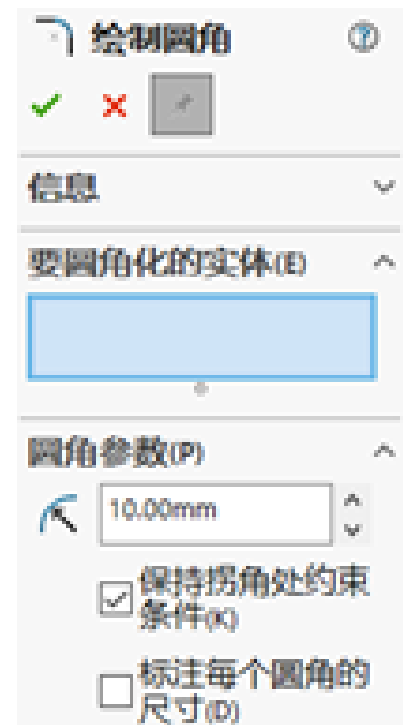 绘制圆角
信息
要圆角化的实体(E)
圆角参数(P)
10.00mm
保持拐角处约束
条件(K)
标注每个圆角的
尺寸(D)